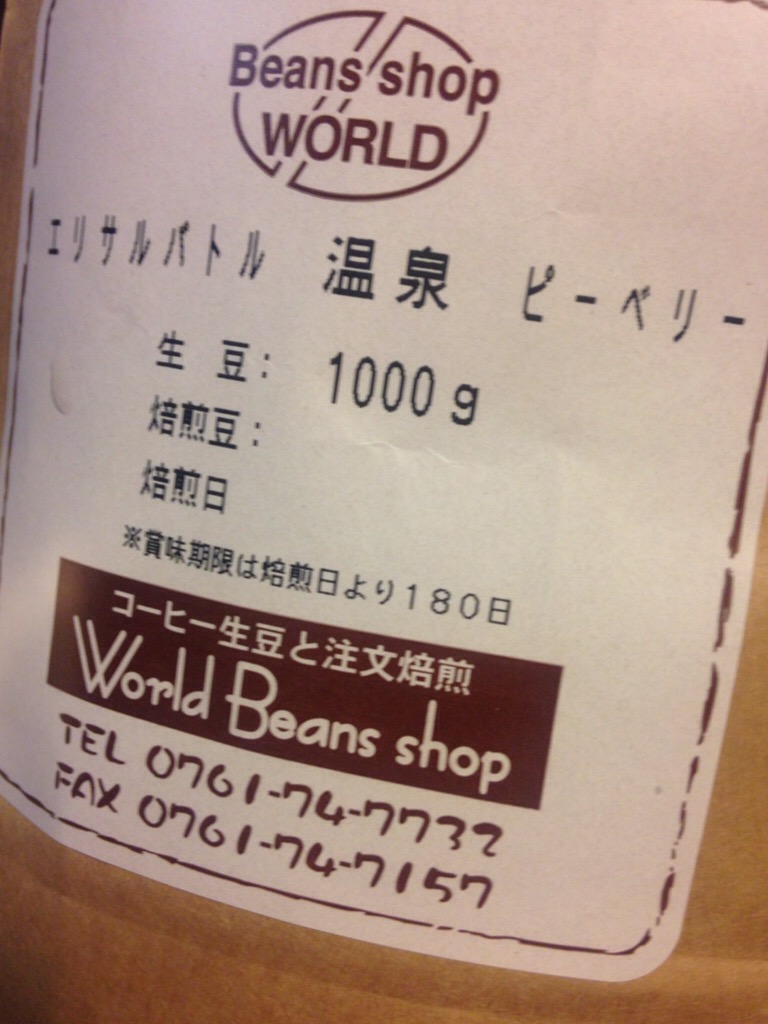 Beans shop
WORLD
エリサルバトル 温泉 ピーベリー
生 豆： 1000g
焙煎豆：
焙煎日
※賞味期限は焙煎日より180日
コーヒー生豆と注文焙煎
World Beans shop
TEL 0761-74-7732
FAX 0761-74-7157